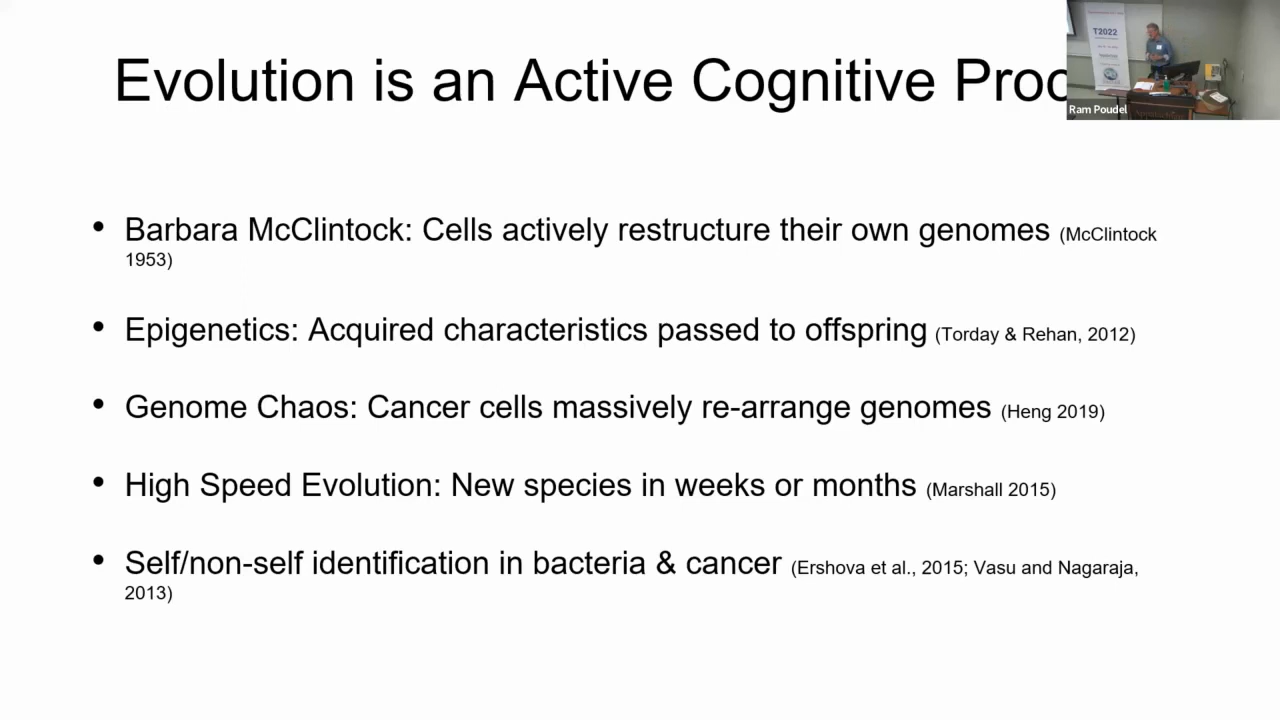 Evolution is an Active Cognitive Proc
T2022
Ram Poudel
• Barbara McClintock: Cells actively restructure their own genomes (McClintock
1953)
• Epigenetics: Acquired characteristics passed to offspring (Torday & Rehan, 2012)
• Genome Chaos: Cancer cells massively re-arrange genomes (Heng 2019)
• High Speed Evolution: New species in weeks or months (Marshall 2015)
• Self/non-self identification in bacteria & cancer (Ershova et al., 2015; Vasu and Nagaraja,
2013)